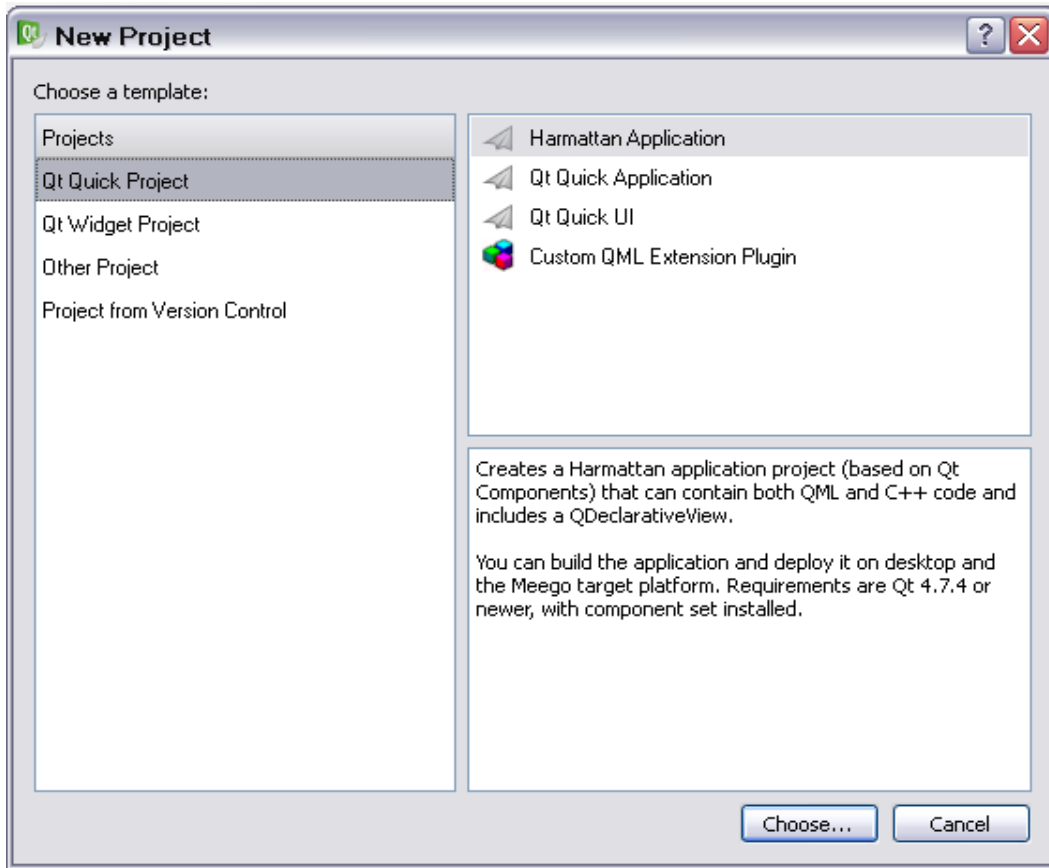 Qt New Project
Choose a template:
Projects
Qt Quick Project
Qt Widget Project
Other Project
Project from Version Control
Harmattan Application
Qt Quick Application
Qt Quick UI
Custom QML Extension Plugin
Creates a Harmattan application project (based on Qt
Components) that can contain both QML and C++ code and
includes a QDeclarativeView.
You can build the application and deploy it on desktop and
the Meego target platform. Requirements are Qt 4.7.4 or
newer, with component set installed.
Choose...
Cancel